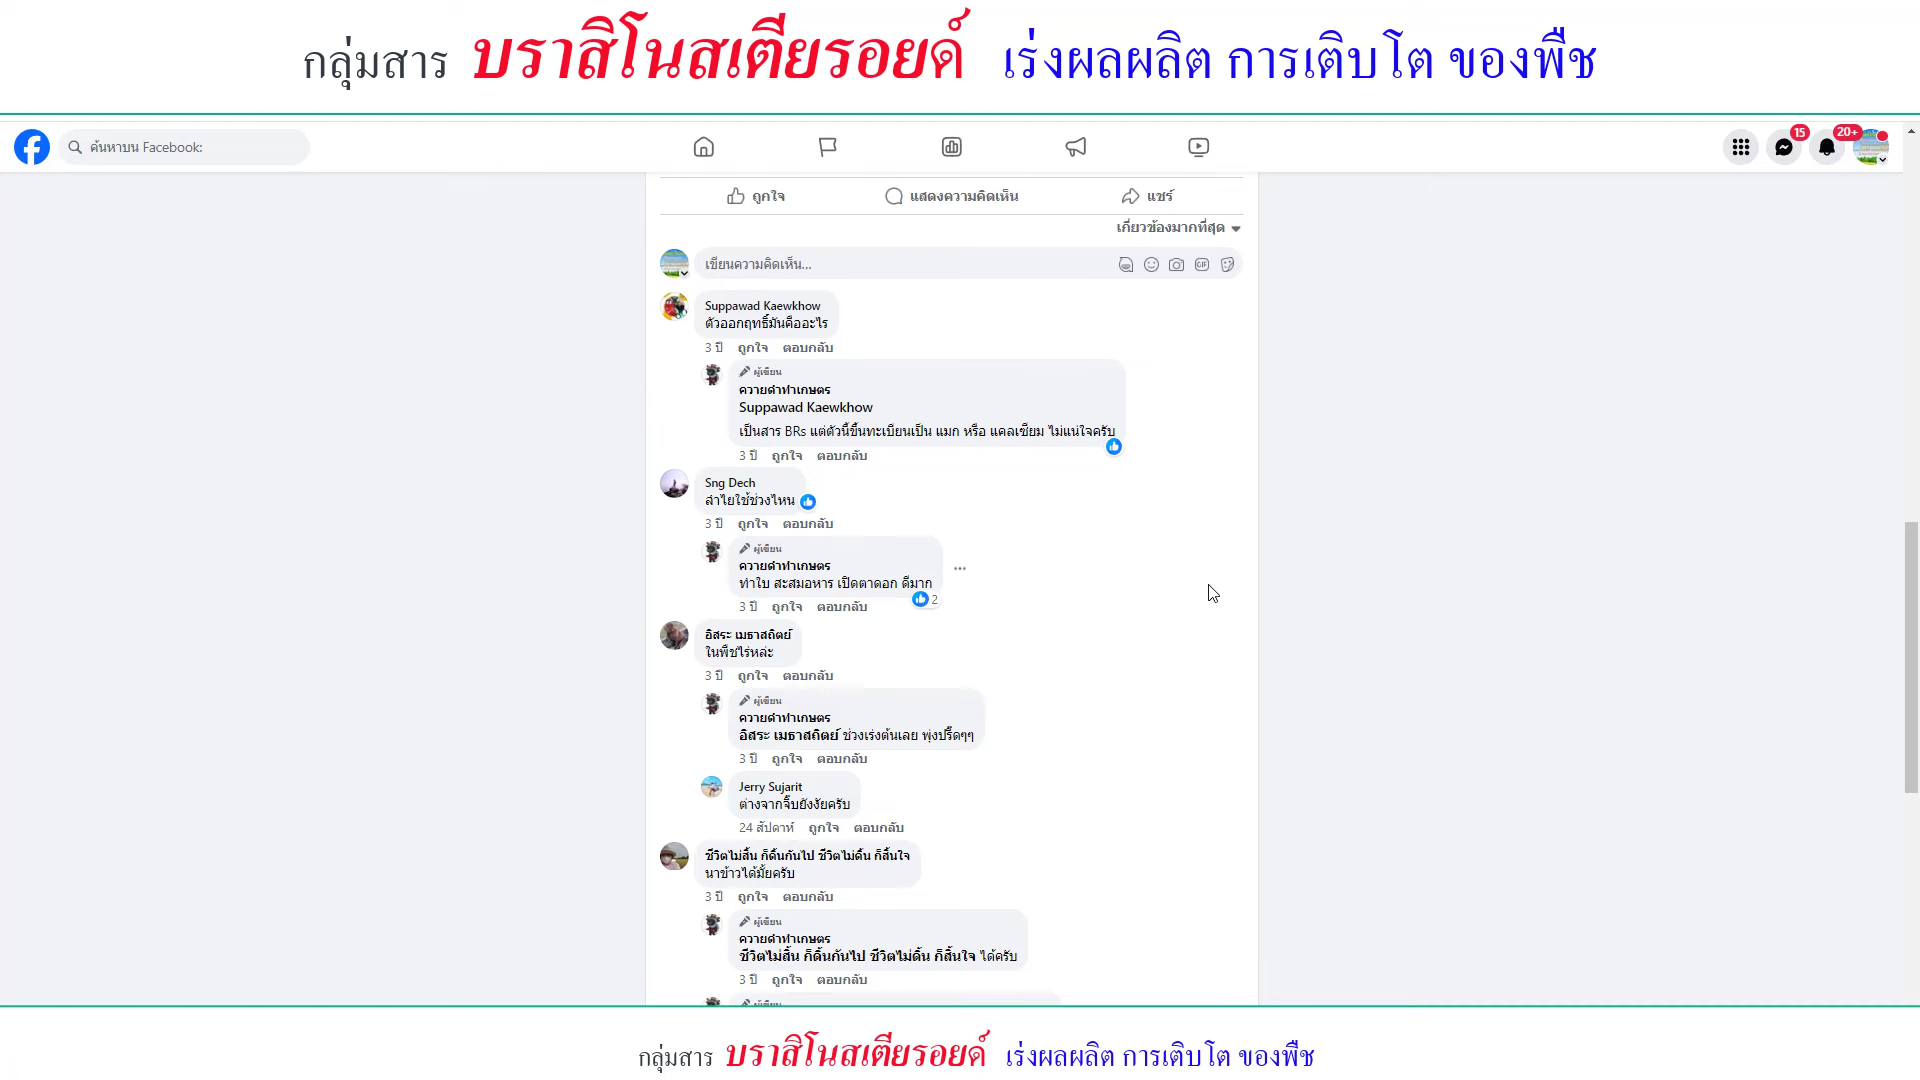 กลุ่มสาร บราสิโนสเตียรอยด์ เร่งผลผลิต การเติบโต ของพืช
ค้นหาบน Facebook:
15
20+
ถูกใจ แสดงความคิดเห็น แชร์
เกี่ยวข้องมากที่สุด
เขียนความคิดเห็น...
GIF
Suppawad Kaewkhow
ตัวออกฤทธิ์มันคืออะไร
3 ปี ถูกใจ ตอบกลับ
ผู้เขียน
ควายดำทำเกษตร
Suppawad Kaewkhow
เป็นสาร BRs แต่ตัวนี้ขึ้นทะเบียนเป็น แมก หรือ แคลเซียม ไม่แน่ใจครับ
3 ปี ถูกใจ ตอบกลับ
Sng Dech
ลำไยใช้ช่วงไหน
3 ปี ถูกใจ ตอบกลับ
ผู้เขียน
ควายดำทำเกษตร
ทำใบ สะสมอาหาร เปิดตาดอก ดีมาก
2
3 ปี ถูกใจ ตอบกลับ
อิสระ เมธาสถิตย์
ในพืชไร่หล่ะ
3 ปี ถูกใจ ตอบกลับ
ผู้เขียน
ควายดำทำเกษตร
อิสระ เมธาสถิตย์ ช่วงเร่งต้นเลย พุ่งปรี๊ดๆๆ
3 ปี ถูกใจ ตอบกลับ
Jerry Sujarit
ต่างจากจิ๊บยังงัยครับ
24 สัปดาห์ ถูกใจ ตอบกลับ
ชีวิตไม่สิ้น ก็ดิ้นกันไป ชีวิตไม่ดิ้น ก็สิ้นใจ
นาข้าวได้มั้ยครับ
3 ปี ถูกใจ ตอบกลับ
ผู้เขียน
ควายดำทำเกษตร
ชีวิตไม่สิ้น ก็ดิ้นกันไป ชีวิตไม่ดิ้น ก็สิ้นใจ ได้ครับ
3 ปี ถูกใจ ตอบกลับ
กลุ่มสาร บราสิโนสเตียรอยด์ เร่งผลผลิต การเติบโต ของพืช